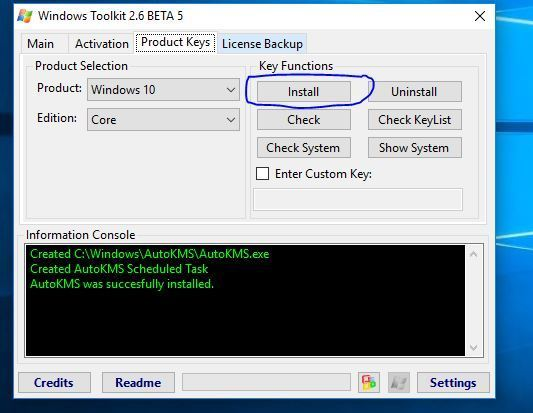 Windows Toolkit 2.6 BETA 5
Main Activation Product Keys License Backup
Product Selection
Product: Windows 10
Edition: Core
Key Functions
Install Uninstall
Check Check KeyList
Check System Show System
Enter Custom Key:
Information Console
Created C:\Windows\AutoKMS\AutoKMS.exe
Created AutoKMS Scheduled Task
AutoKMS was succesfully installed.
Credits Readme Settings